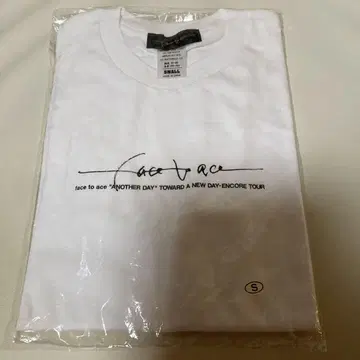 SMALL
face to ace
face to ace "ANOTHER DAY" TOWARD A NEW DAY-ENCORE TOUR
S